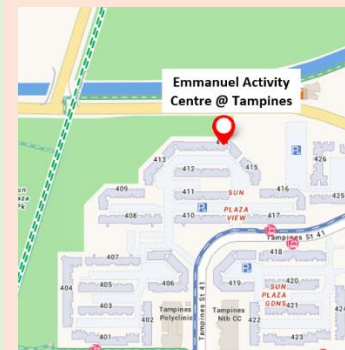 Emmanuel Activity
Centre @ Tampines
413
415
412
426
409
411
SUN
416
425
408
410
PLAZA
VIEW
417
Tampines St 41
407
418
404
405
406
419
420
SUN
PLAZA
GDNS
421
403
402
Tampines
Polyclinic
Tampines St 41
Tampines
Nth CC
422
424
401
423